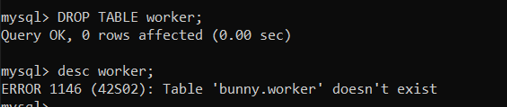 mysql> DROP TABLE worker;
Query OK, 0 rows affected (0.00 sec)
mysql> desc worker;
ERROR 1146 (42S02): Table 'bunny.worker' doesn't exist
mysql>